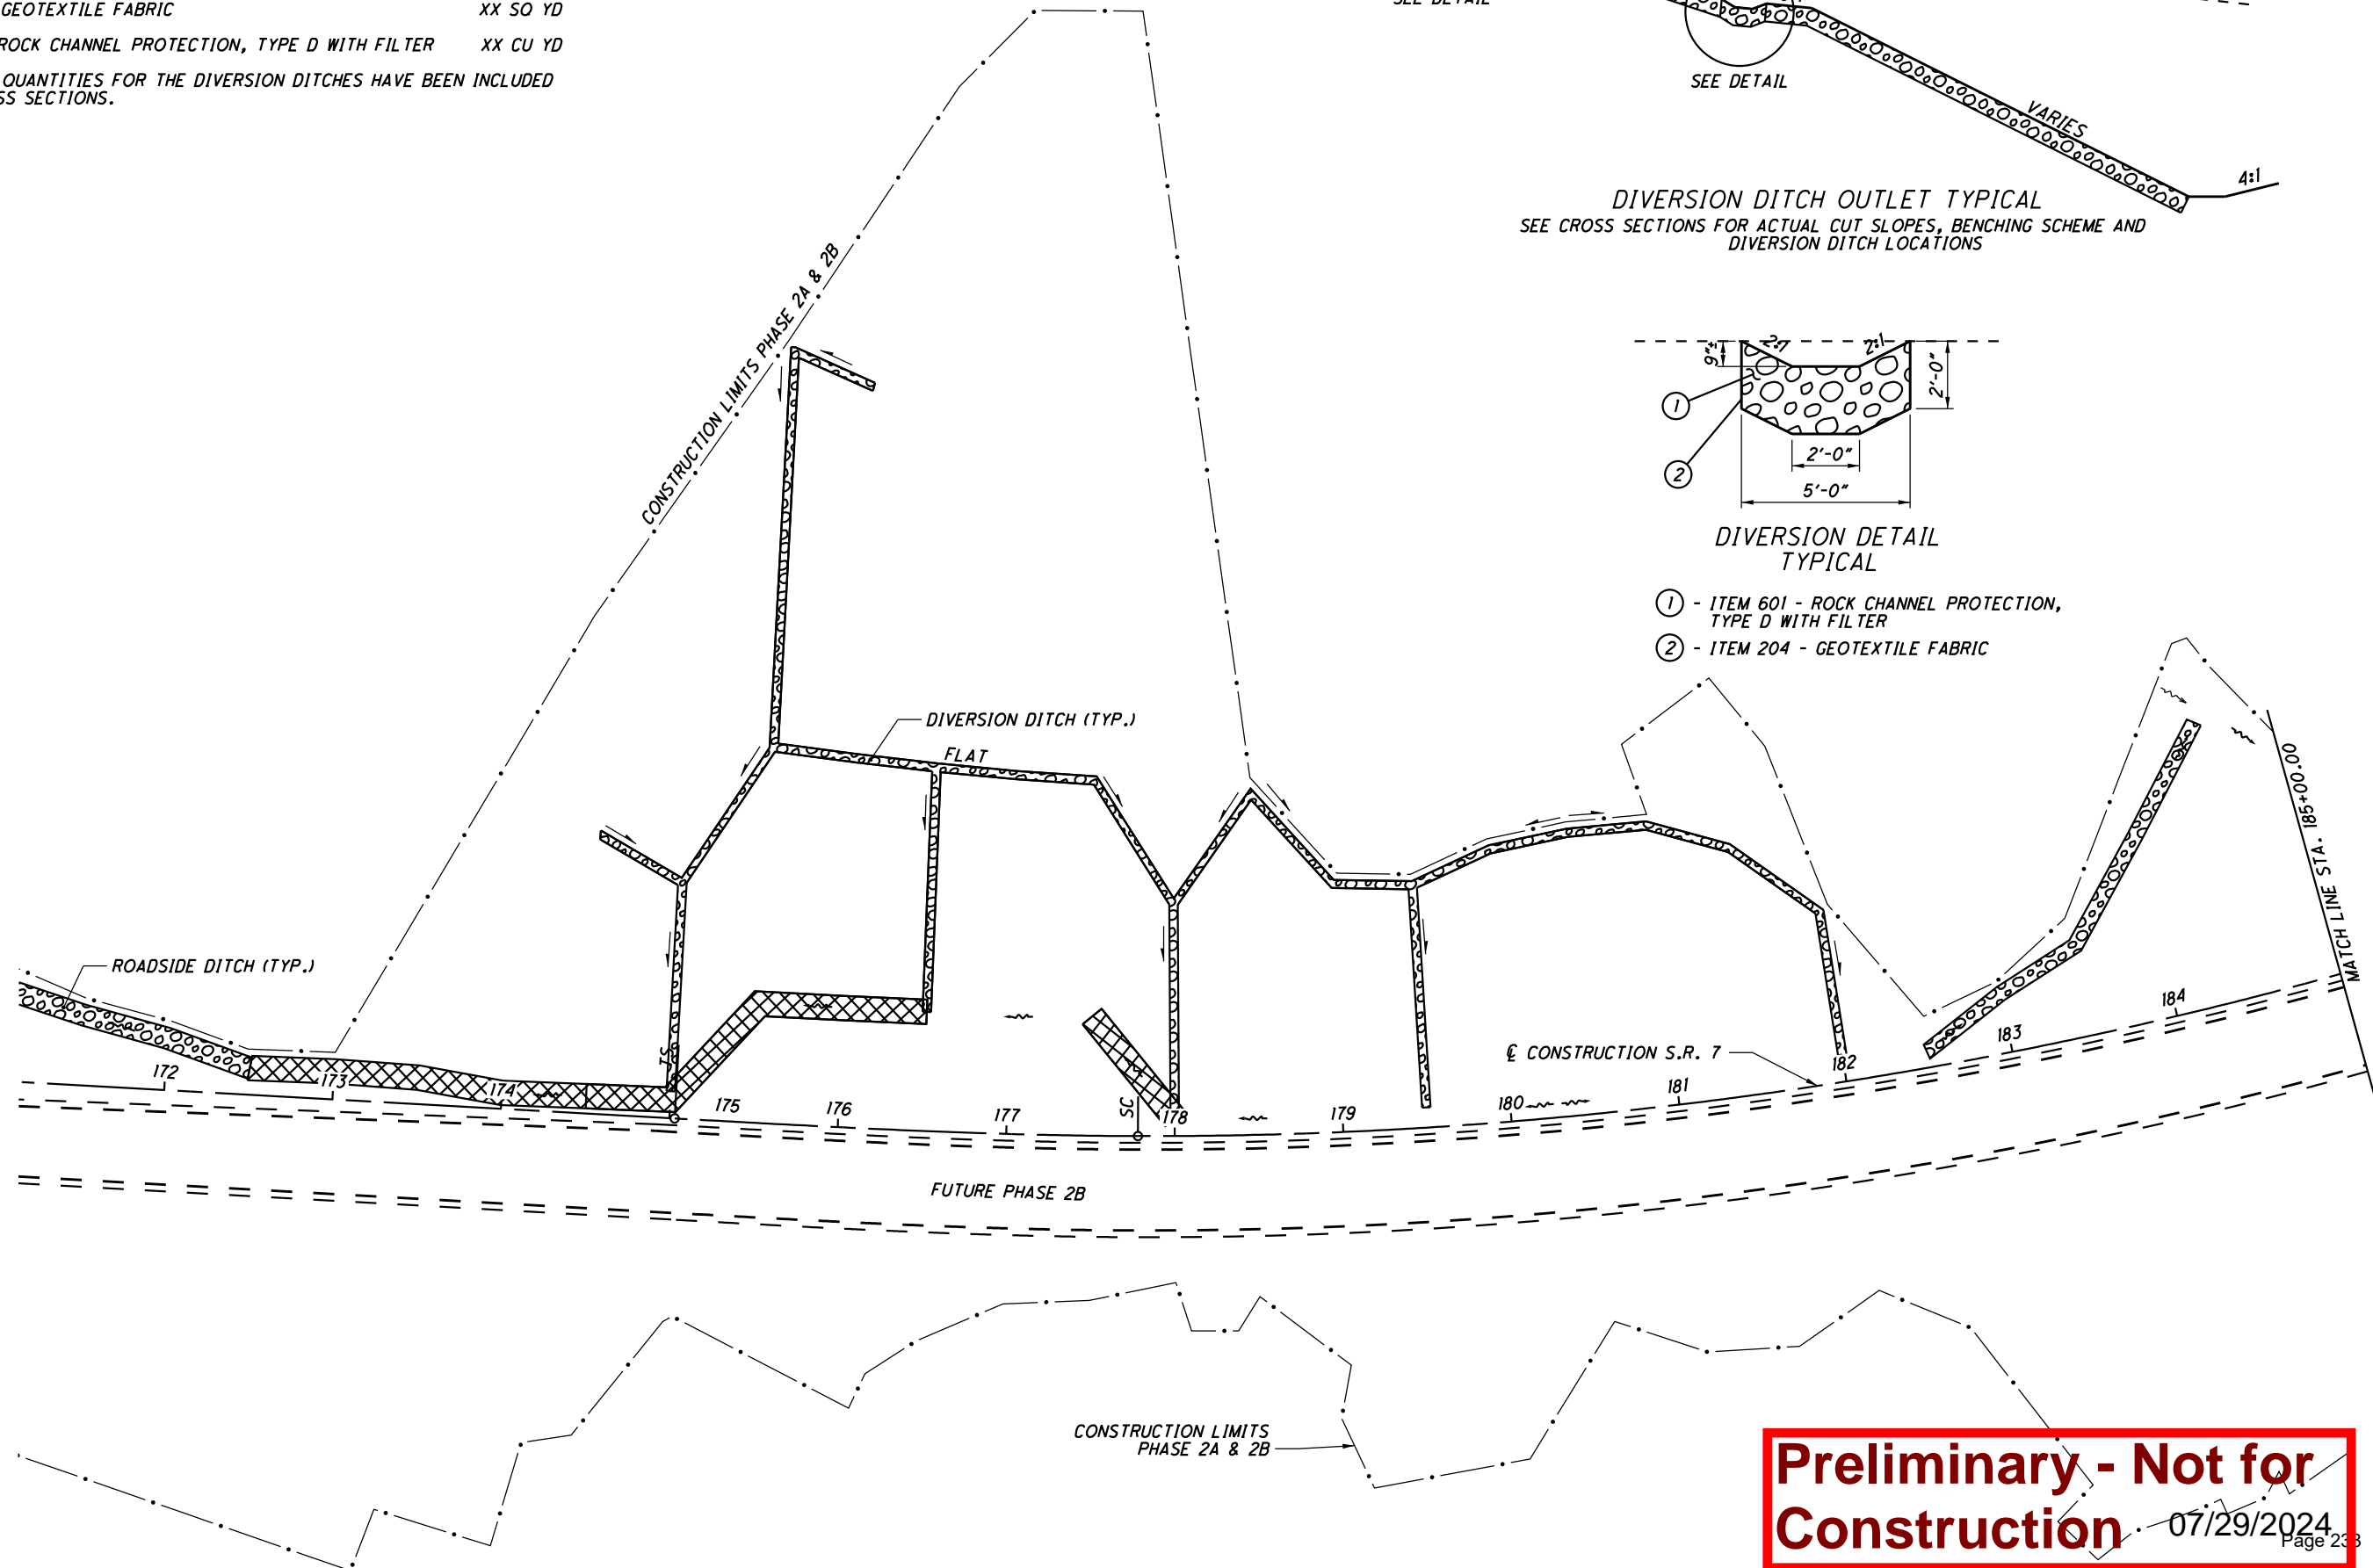 GEOTEXTILE FABRIC XX SQ YD
ROCK CHANNEL PROTECTION, TYPE D WITH FILTER XX CU YD
QUANTITIES FOR THE DIVERSION DITCHES HAVE BEEN INCLUDED
SS SECTIONS.
SEE DETAIL
SEE DETAIL
VARIES
4:1
DIVERSION DITCH OUTLET TYPICAL
SEE CROSS SECTIONS FOR ACTUAL CUT SLOPES, BENCHING SCHEME AND
DIVERSION DITCH LOCATIONS
CONSTRUCTION LIMITS PHASE 2A & 2B
9"±
2:1
2:1
2'-0"
1
2
2'-0"
5'-0"
DIVERSION DETAIL
TYPICAL
1 - ITEM 601 - ROCK CHANNEL PROTECTION,
TYPE D WITH FILTER
2 - ITEM 204 - GEOTEXTILE FABRIC
DIVERSION DITCH (TYP.)
FLAT
MATCH LINE STA. 185+00.00
ROADSIDE DITCH (TYP.)
℄ CONSTRUCTION S.R. 7
TS
SC
172
173
174
175
176
177
178
179
180
181
182
183
184
FUTURE PHASE 2B
CONSTRUCTION LIMITS
PHASE 2A & 2B
Preliminary - Not for
Construction 07/29/2024
Page 233